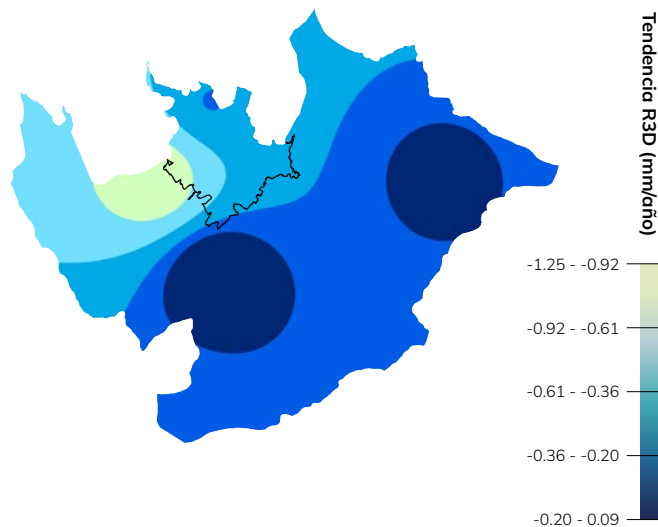 Tendencia R3D (mm/año)
-1.25 - -0.92
-0.92 - -0.61
-0.61 - -0.36
-0.36 - -0.20
-0.20 - 0.09